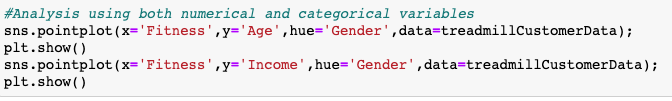 #Analysis using both numerical and categorical variables
sns.pointplot(x='Fitness',y='Age',hue='Gender',data=treadmillCustomerData);
plt.show()
sns.pointplot(x='Fitness',y='Income',hue='Gender',data=treadmillCustomerData);
plt.show()